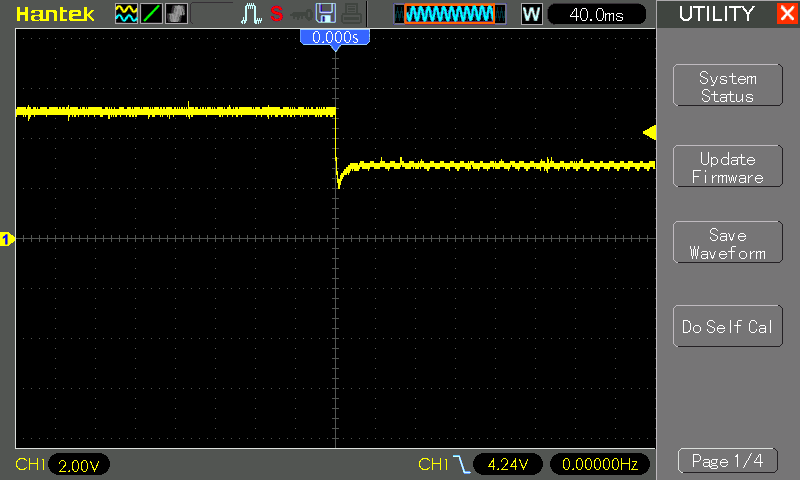 Hantek
S
W
40.0ms
UTILITY
0.000s
System
Status
Update
Firmware
Save
Waveform
Do Self Cal
Page 1/4
1
CH1 2.00V
CH1 4.24V 0.00000Hz